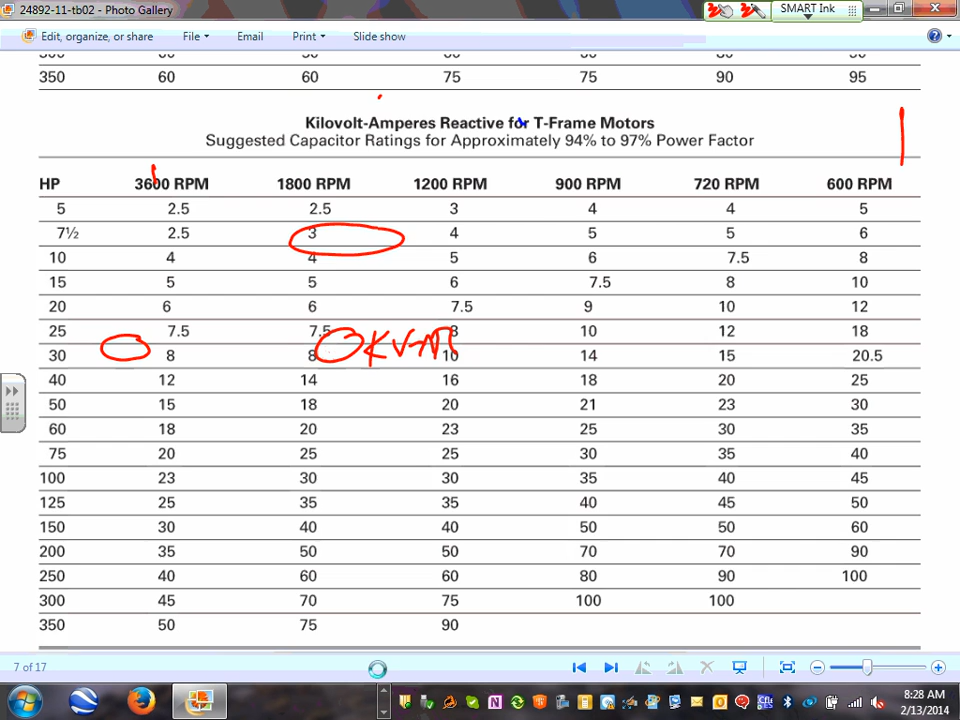 24892-11-tb02 - Photo Gallery
SMART Ink
Edit, organize, or share File Email Print Slide show
350 60 60 75 75 90 95
Kilovolt-Amperes Reactive for T-Frame Motors
Suggested Capacitor Ratings for Approximately 94% to 97% Power Factor
HP 3600 RPM 1800 RPM 1200 RPM 900 RPM 720 RPM 600 RPM
5 2.5 2.5 3 4 4 5
7½ 2.5 3 4 5 5 6
10 4 4 5 6 7.5 8
15 5 5 6 7.5 8 10
20 6 6 7.5 9 10 12
25 7.5 7.5 8 10 12 18
KVAR
30 8 8 10 14 15 20.5
40 12 14 16 18 20 25
50 15 18 20 21 23 30
60 18 20 23 25 30 35
75 20 25 25 30 35 40
100 23 30 30 35 40 45
125 25 35 35 40 45 50
150 30 40 40 50 50 60
200 35 50 50 70 70 90
250 40 60 60 80 90 100
300 45 70 75 100 100
350 50 75 90
7 of 17
8:28 AM
2/13/2014